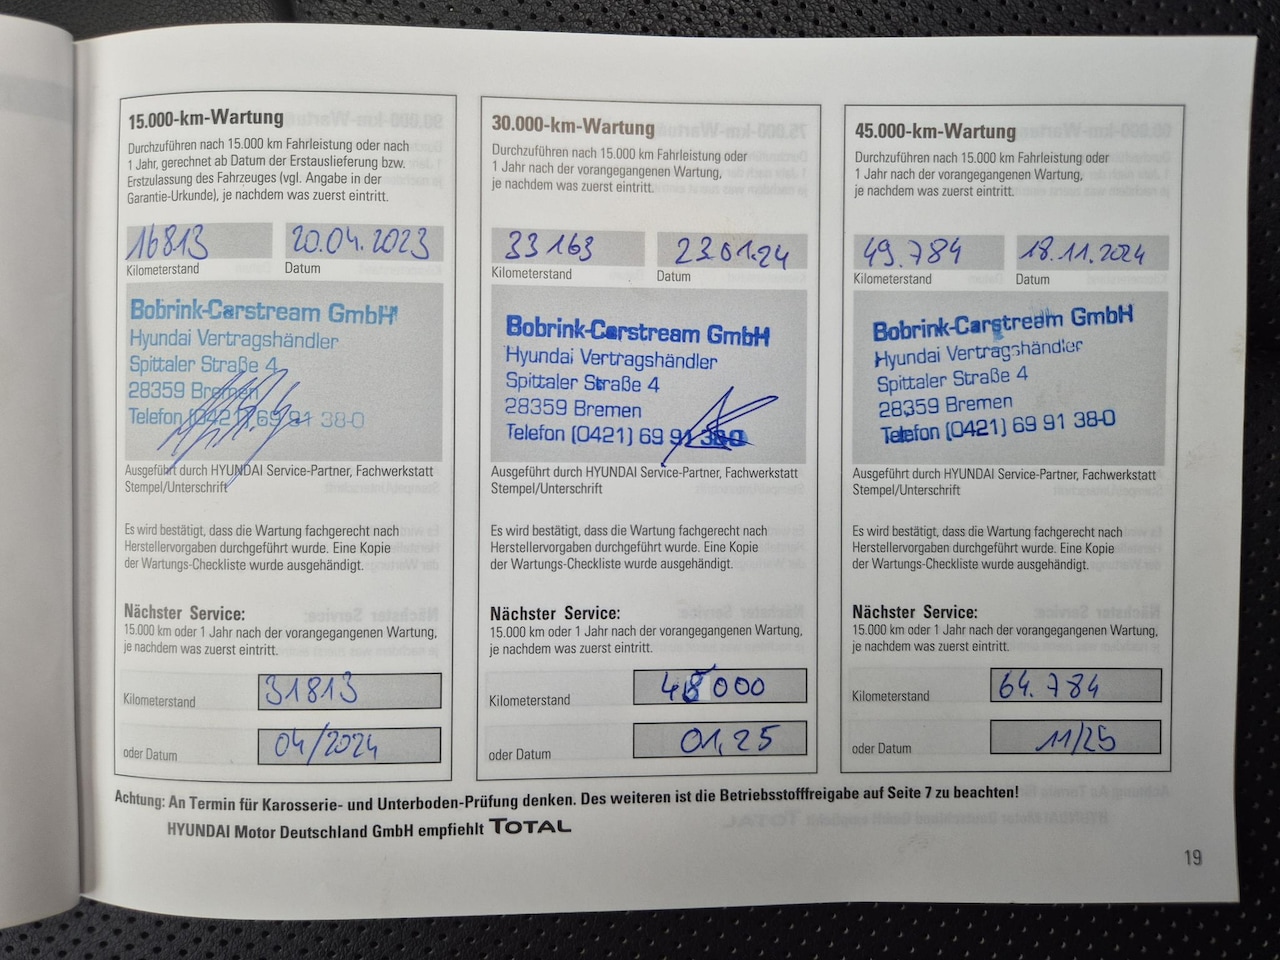 15.000-km-Wartung
Durchzuführen nach 15.000 km Fahrleistung oder nach
1 Jahr, gerechnet ab Datum der Erstauslieferung bzw.
Erstzulassung des Fahrzeuges (vgl. Angabe in der
Garantie-Urkunde), je nachdem was zuerst eintritt.
16813 20.04.2023
Kilometerstand Datum
Bobrink-Carstream GmbH
Hyundai Vertragshändler
Spittaler Straße 4
28359 Bremen
Telefon (0421) 69 91 38-0
Ausgeführt durch HYUNDAI Service-Partner, Fachwerkstatt
Stempel/Unterschrift
Es wird bestätigt, dass die Wartung fachgerecht nach
Herstellervorgaben durchgeführt wurde. Eine Kopie
der Wartungs-Checkliste wurde ausgehändigt.
Nächster Service:
15.000 km oder 1 Jahr nach der vorangegangenen Wartung,
je nachdem was zuerst eintritt.
Kilometerstand 31813
oder Datum 04/2024
30.000-km-Wartung
Durchzuführen nach 15.000 km Fahrleistung oder
1 Jahr nach der vorangegangenen Wartung,
je nachdem was zuerst eintritt.
33 163 23.01.24
Kilometerstand Datum
Bobrink-Carstream GmbH
Hyundai Vertragshändler
Spittaler Straße 4
28359 Bremen
Telefon (0421) 69 91 38-0
Ausgeführt durch HYUNDAI Service-Partner, Fachwerkstatt
Stempel/Unterschrift
Es wird bestätigt, dass die Wartung fachgerecht nach
Herstellervorgaben durchgeführt wurde. Eine Kopie
der Wartungs-Checkliste wurde ausgehändigt.
Nächster Service:
15.000 km oder 1 Jahr nach der vorangegangenen Wartung,
je nachdem was zuerst eintritt.
Kilometerstand 48000
oder Datum 01,25
45.000-km-Wartung
Durchzuführen nach 15.000 km Fahrleistung oder
1 Jahr nach der vorangegangenen Wartung,
je nachdem was zuerst eintritt.
49.784 18.11.2024
Kilometerstand Datum
Bobrink-Carstream GmbH
Hyundai Vertragshändler
Spittaler Straße 4
28359 Bremen
Telefon (0421) 69 91 38-0
Ausgeführt durch HYUNDAI Service-Partner, Fachwerkstatt
Stempel/Unterschrift
Es wird bestätigt, dass die Wartung fachgerecht nach
Herstellervorgaben durchgeführt wurde. Eine Kopie
der Wartungs-Checkliste wurde ausgehändigt.
Nächster Service:
15.000 km oder 1 Jahr nach der vorangegangenen Wartung,
je nachdem was zuerst eintritt.
Kilometerstand 64.784
oder Datum 11/25
Achtung: An Termin für Karosserie- und Unterboden-Prüfung denken. Des weiteren ist die Betriebsstofffreigabe auf Seite 7 zu beachten!
HYUNDAI Motor Deutschland GmbH empfiehlt TOTAL
19